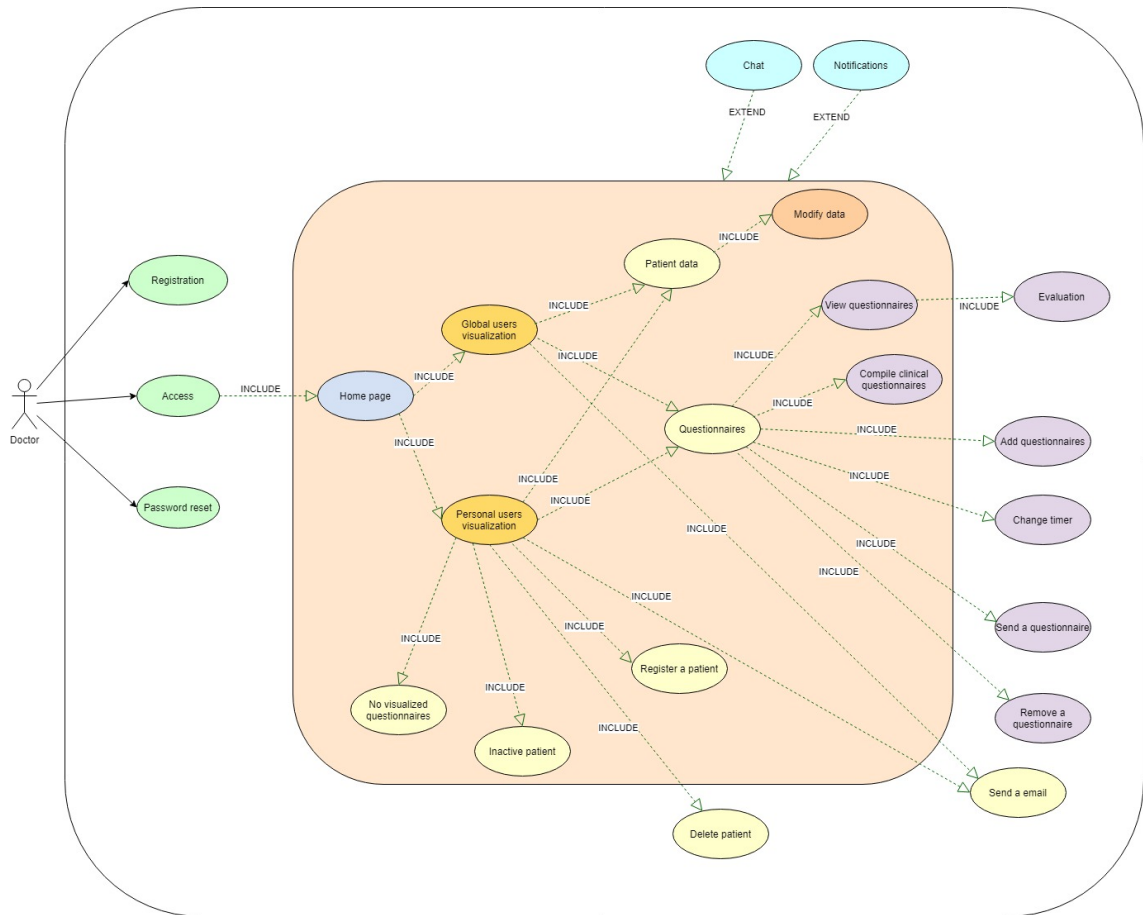 Chat
Notifications
EXTEND
EXTEND
Modify data
INCLUDE
Patient data
Registration
INCLUDE
View questionnaires
Evaluation
INCLUDE
Global users
visualization
INCLUDE
INCLUDE
INCLUDE
Compile clinical
questionnaires
INCLUDE
INCLUDE
INCLUDE
Access
Home page
Doctor
INCLUDE
Questionnaires
INCLUDE
Add questionnaires
INCLUDE
INCLUDE
INCLUDE
Password reset
Personal users
visualization
Change timer
INCLUDE
INCLUDE
INCLUDE
INCLUDE
Send a questionnaire
INCLUDE
INCLUDE
Register a patient
INCLUDE
No visualized
questionnaires
Remove a
questionnaire
INCLUDE
Inactive patient
Send a email
Delete patient